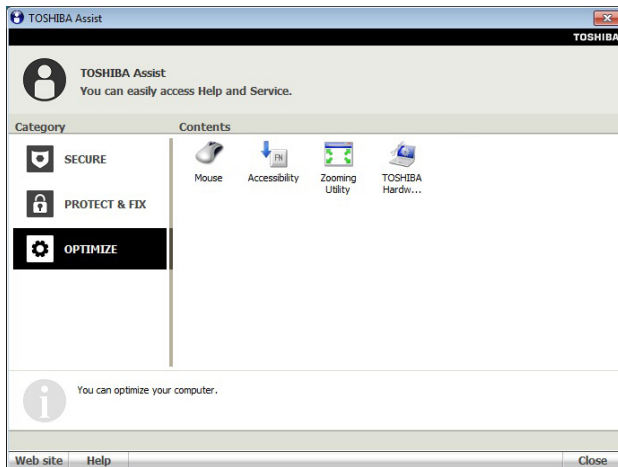 TOSHIBA Assist
TOSHIBA
TOSHIBA Assist
You can easily access Help and Service.
Category
Contents
SECURE
PROTECT & FIX
OPTIMIZE
Mouse
FN
Accessibility
Zooming
Utility
TOSHIBA
Hardw...
You can optimize your computer.
Web site
Help
Close